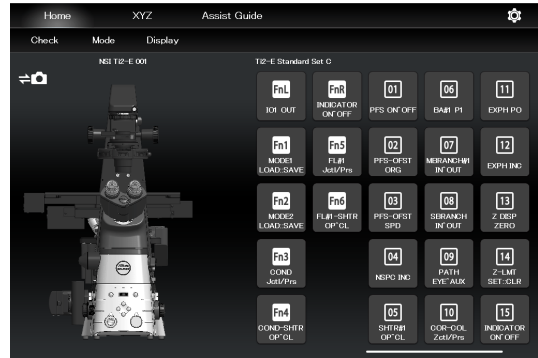 Home XYZ Assist Guide
Check Mode Display
NSI Ti2-E 001
Ti2-E Standard Set C
FnL FnR 01 06 11
IO1 OUT
INDICATOR
ON¯OFF
PFS ON¯OFF
BA#1 P1
EXPH PO
Fn1 Fn5 02 07 12
MODE1
LOAD::SAVE
FL#1
Jctl/Prs
PFS-OFST
ORG
MBRANCH#1
IN¯OUT
EXPH INC
Fn2 Fn6 03 08 13
MODE2
LOAD::SAVE
FL#1-SHTR
OP¯CL
PFS-OFST
SPD
SBRANCH
IN¯OUT
Z DISP
ZERO
Fn3 04 09 14
COND
Jctl/Prs
NSPC INC
PATH
EYE¯AUX
Z-LMT
SET::CLR
Fn4 05 10 15
COND-SHTR
OP¯CL
SHTR#1
OP¯CL
COR-COL
Zctl/Prs
INDICATOR
ON¯OFF